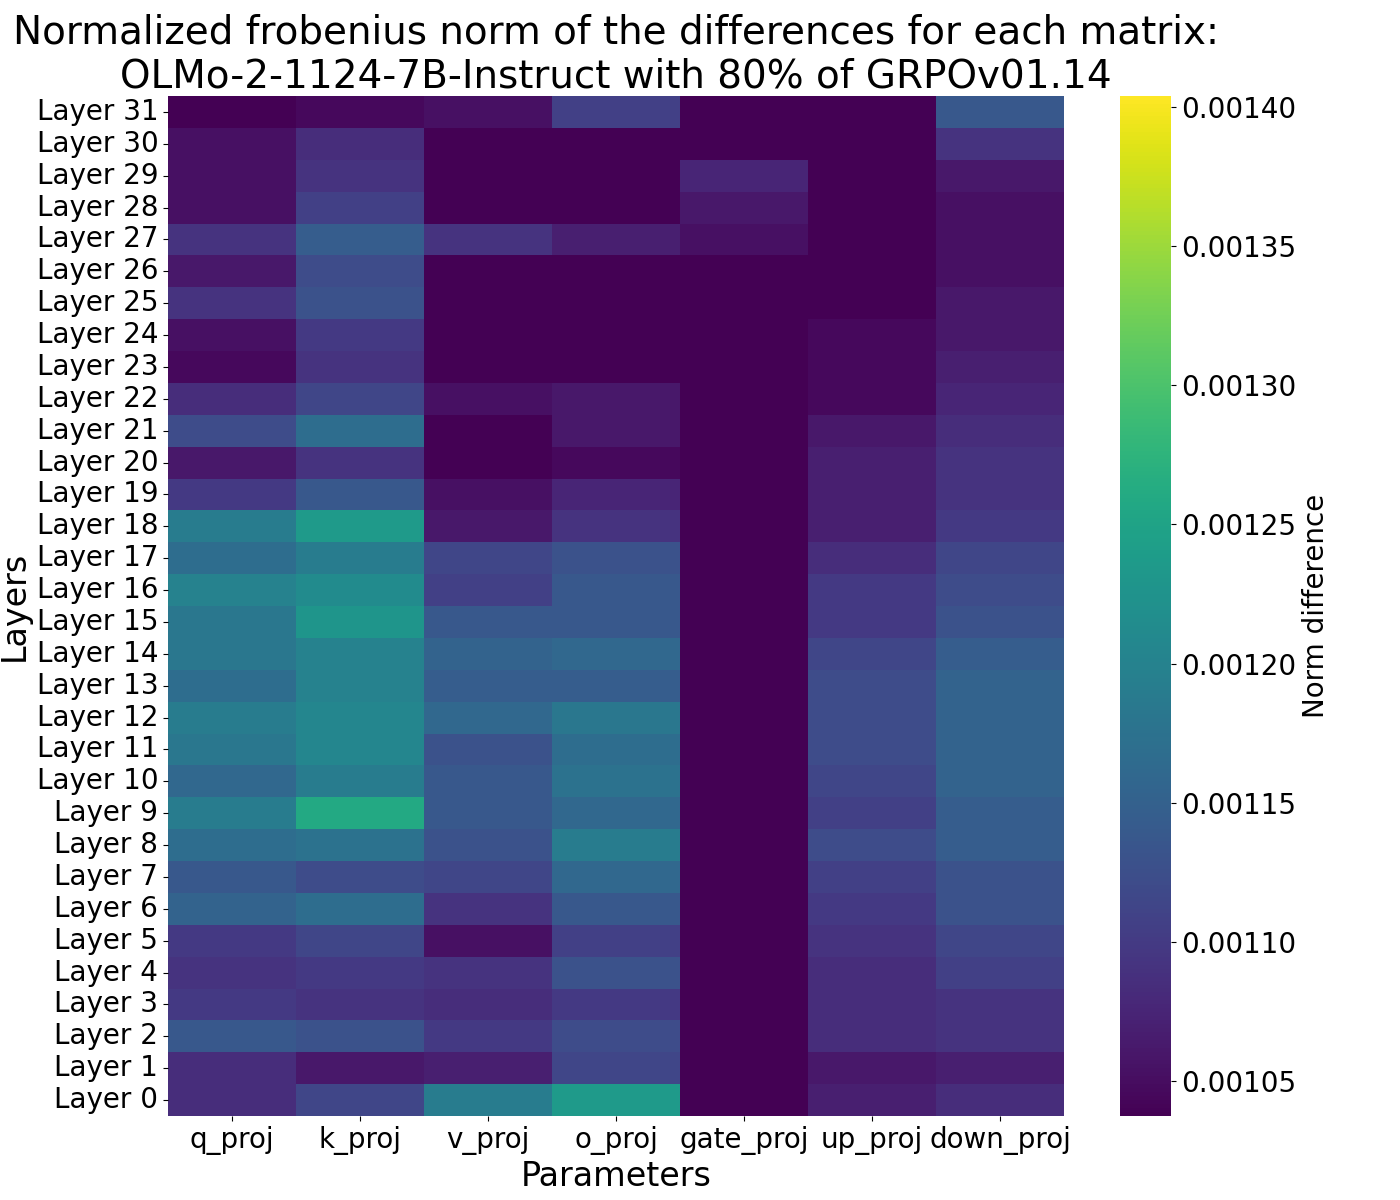 Normalized frobenius norm of the differences for each matrix:
OLMo-2-1124-7B-Instruct with 80% of GRPOv01.14
Layers
Layer 31
Layer 30
Layer 29
Layer 28
Layer 27
Layer 26
Layer 25
Layer 24
Layer 23
Layer 22
Layer 21
Layer 20
Layer 19
Layer 18
Layer 17
Layer 16
Layer 15
Layer 14
Layer 13
Layer 12
Layer 11
Layer 10
Layer 9
Layer 8
Layer 7
Layer 6
Layer 5
Layer 4
Layer 3
Layer 2
Layer 1
Layer 0
q_proj k_proj v_proj o_proj gate_proj up_proj down_proj
Parameters
0.00140
0.00135
0.00130
0.00125
0.00120
0.00115
0.00110
0.00105
Norm difference